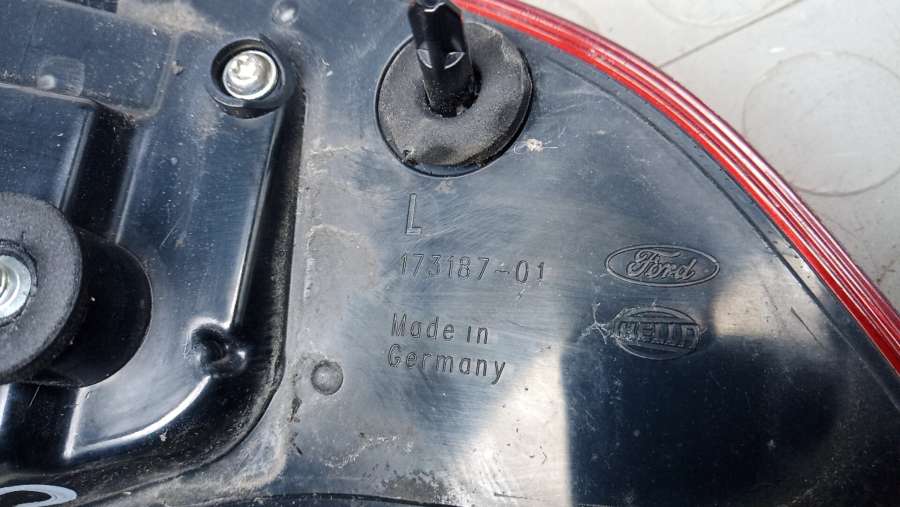 L
173187-01
Ford
HELLA
Made in
Germany